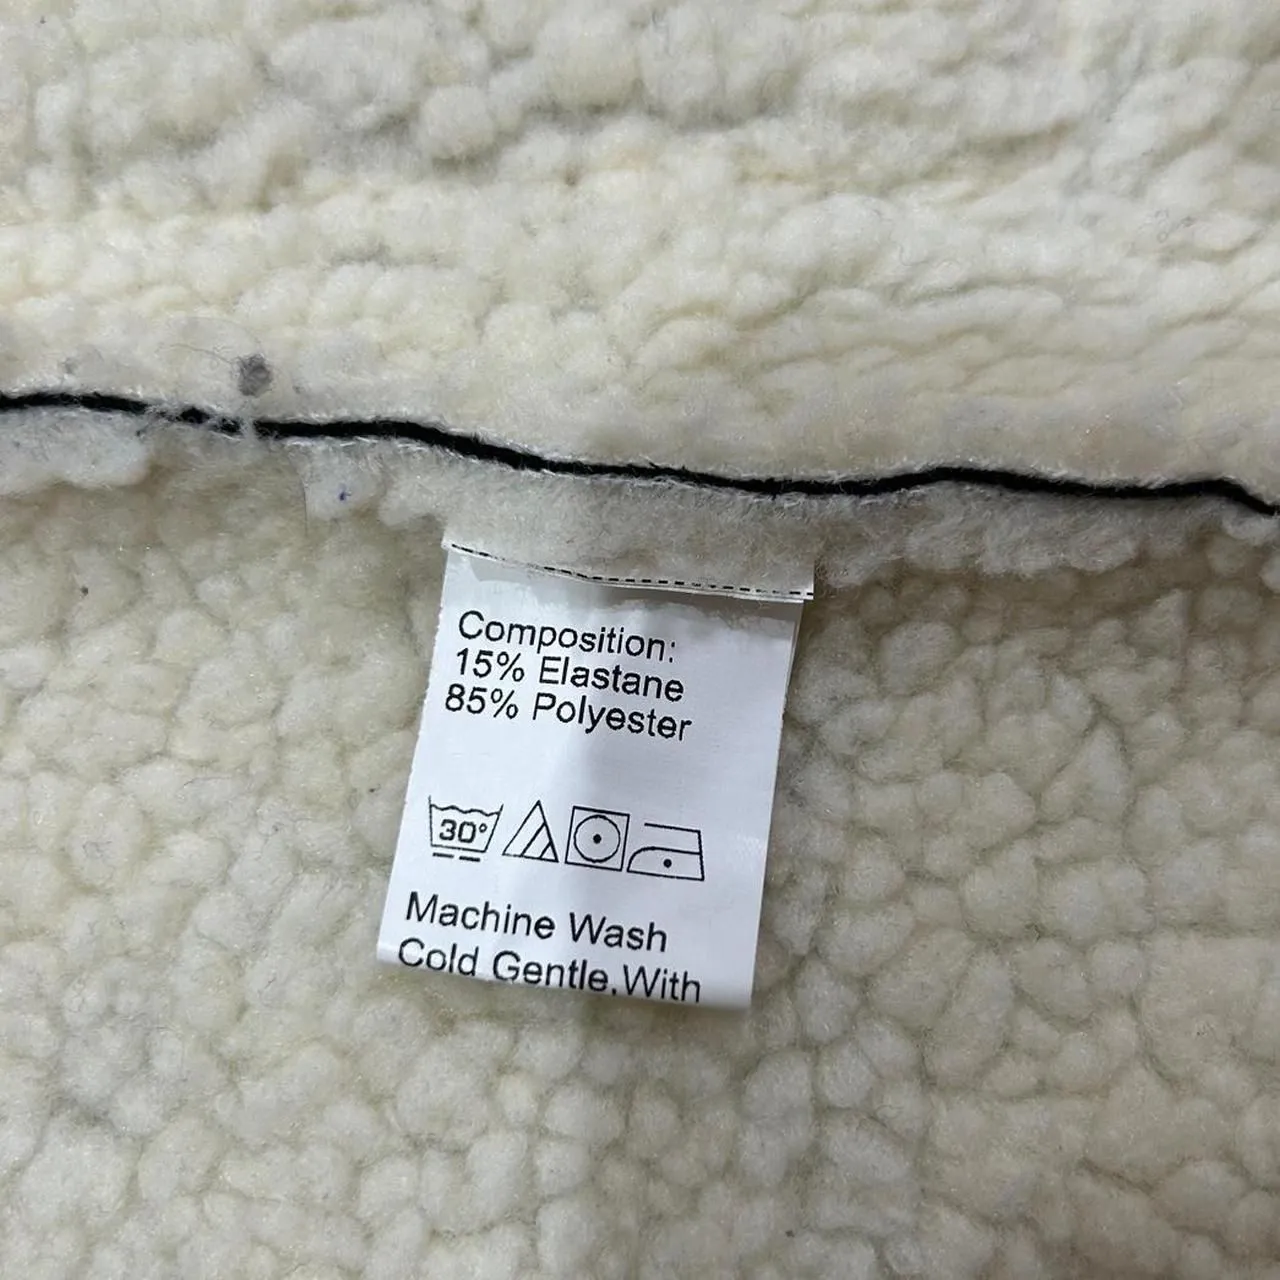 Composition:
15% Elastane
85% Polyester
30°
Machine Wash
Cold Gentle,With